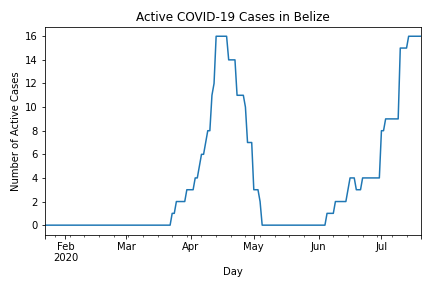 Active COVID-19 Cases in Belize
Number of Active Cases
16
14
12
10
8
6
4
2
0
Feb Mar Apr May Jun Jul
2020
Day